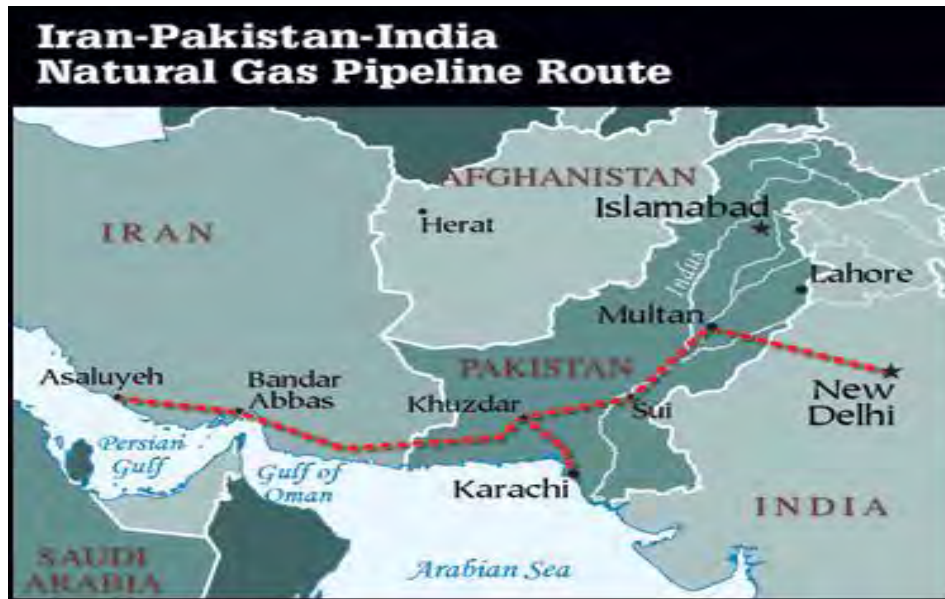 Iran-Pakistan-India
Natural Gas Pipeline Route
AFGHANISTAN
Islamabad
IRAN
Herat
Indus
Lahore
Multan
PAKISTAN
Asaluyeh
Bandar
Abbas
Khuzdar
Sui
New
Delhi
Persian
Gulf
Gulf of
Oman
Karachi
INDIA
SAUDI
ARABIA
Arabian Sea